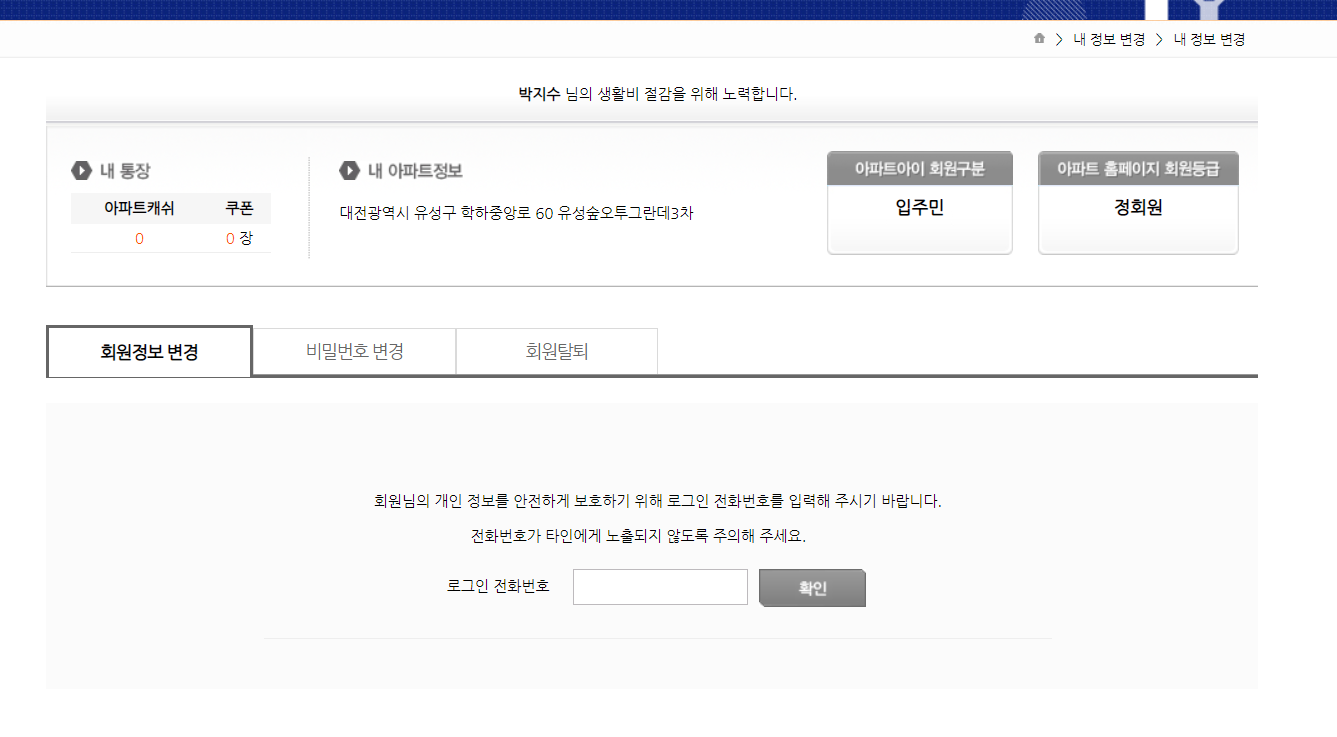 > 내 정보 변경 > 내 정보 변경
박지수 님의 생활비 절감을 위해 노력합니다.
내 통장
아파트캐쉬 쿠폰
0 0 장
내 아파트정보
대전광역시 유성구 학하중앙로 60 유성숲오투그란데3차
아파트아이 회원구분
입주민
아파트 홈페이지 회원등급
정회원
회원정보 변경 비밀번호 변경 회원탈퇴
회원님의 개인 정보를 안전하게 보호하기 위해 로그인 전화번호를 입력해 주시기 바랍니다.
전화번호가 타인에게 노출되지 않도록 주의해 주세요.
로그인 전화번호 확인